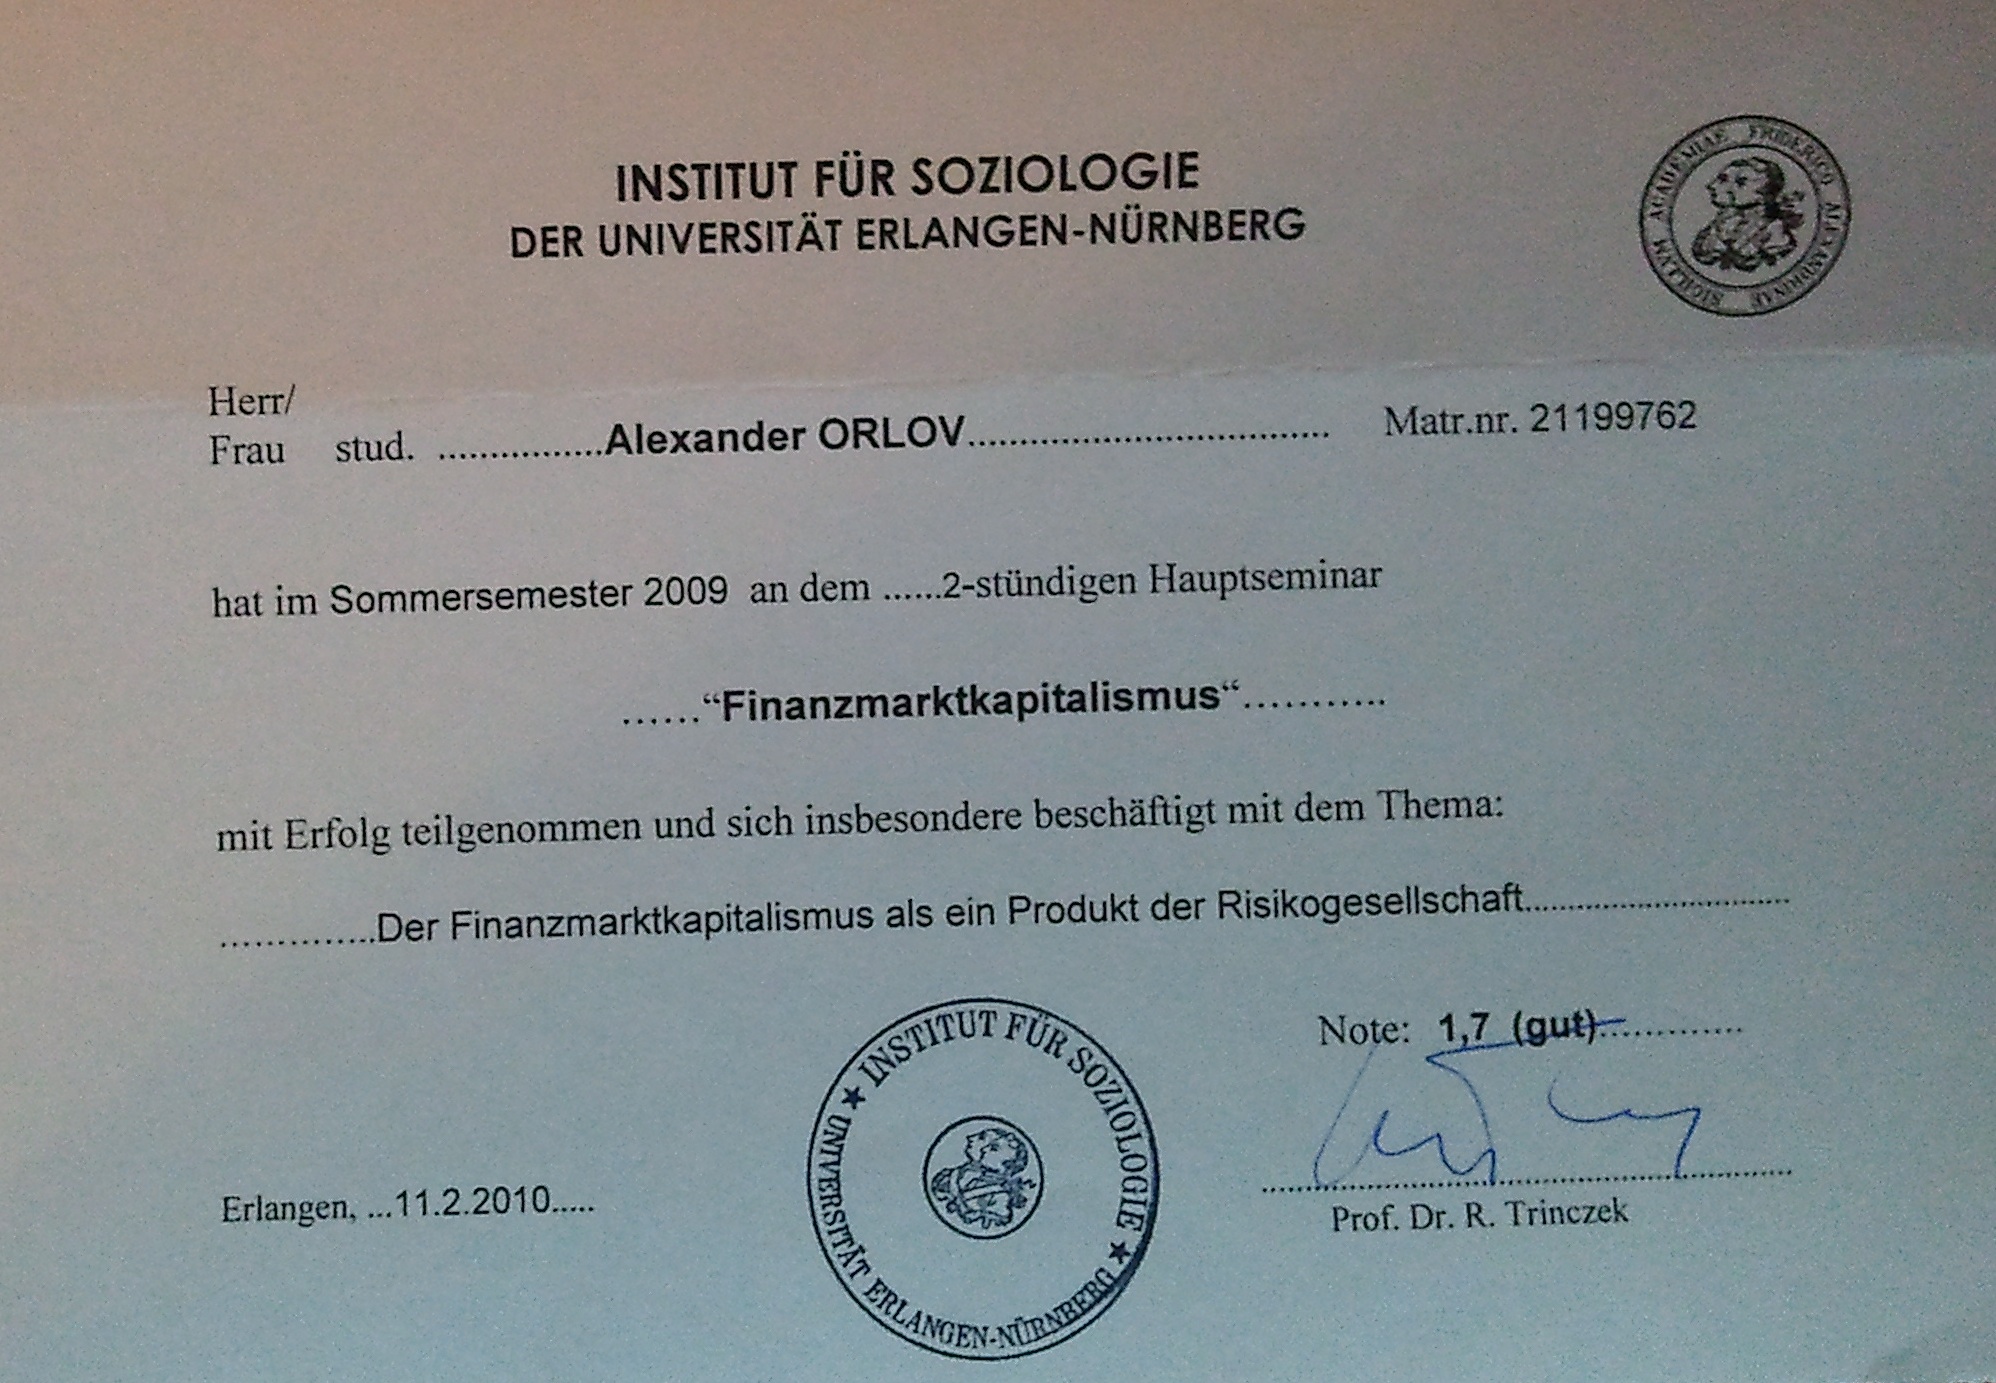 INSTITUT FÜR SOZIOLOGIE
DER UNIVERSITÄT ERLANGEN-NÜRNBERG
SIGILLVM ACADEMIAE FRIDERICO ALEXANDRINAE
Herr/
Frau stud. ................Alexander ORLOV................................... Matr.nr. 21199762
hat im Sommersemester 2009 an dem ......2-stündigen Hauptseminar
......“Finanzmarktkapitalismus“...........
mit Erfolg teilgenommen und sich insbesondere beschäftigt mit dem Thema:
..............Der Finanzmarktkapitalismus als ein Produkt der Risikogesellschaft.............................
Note: 1,7 (gut)..............
★ INSTITUT FÜR SOZIOLOGIE ★
UNIVERSITÄT ERLANGEN-NÜRNBERG
Erlangen, ...11.2.2010.....
Prof. Dr. R. Trinczek